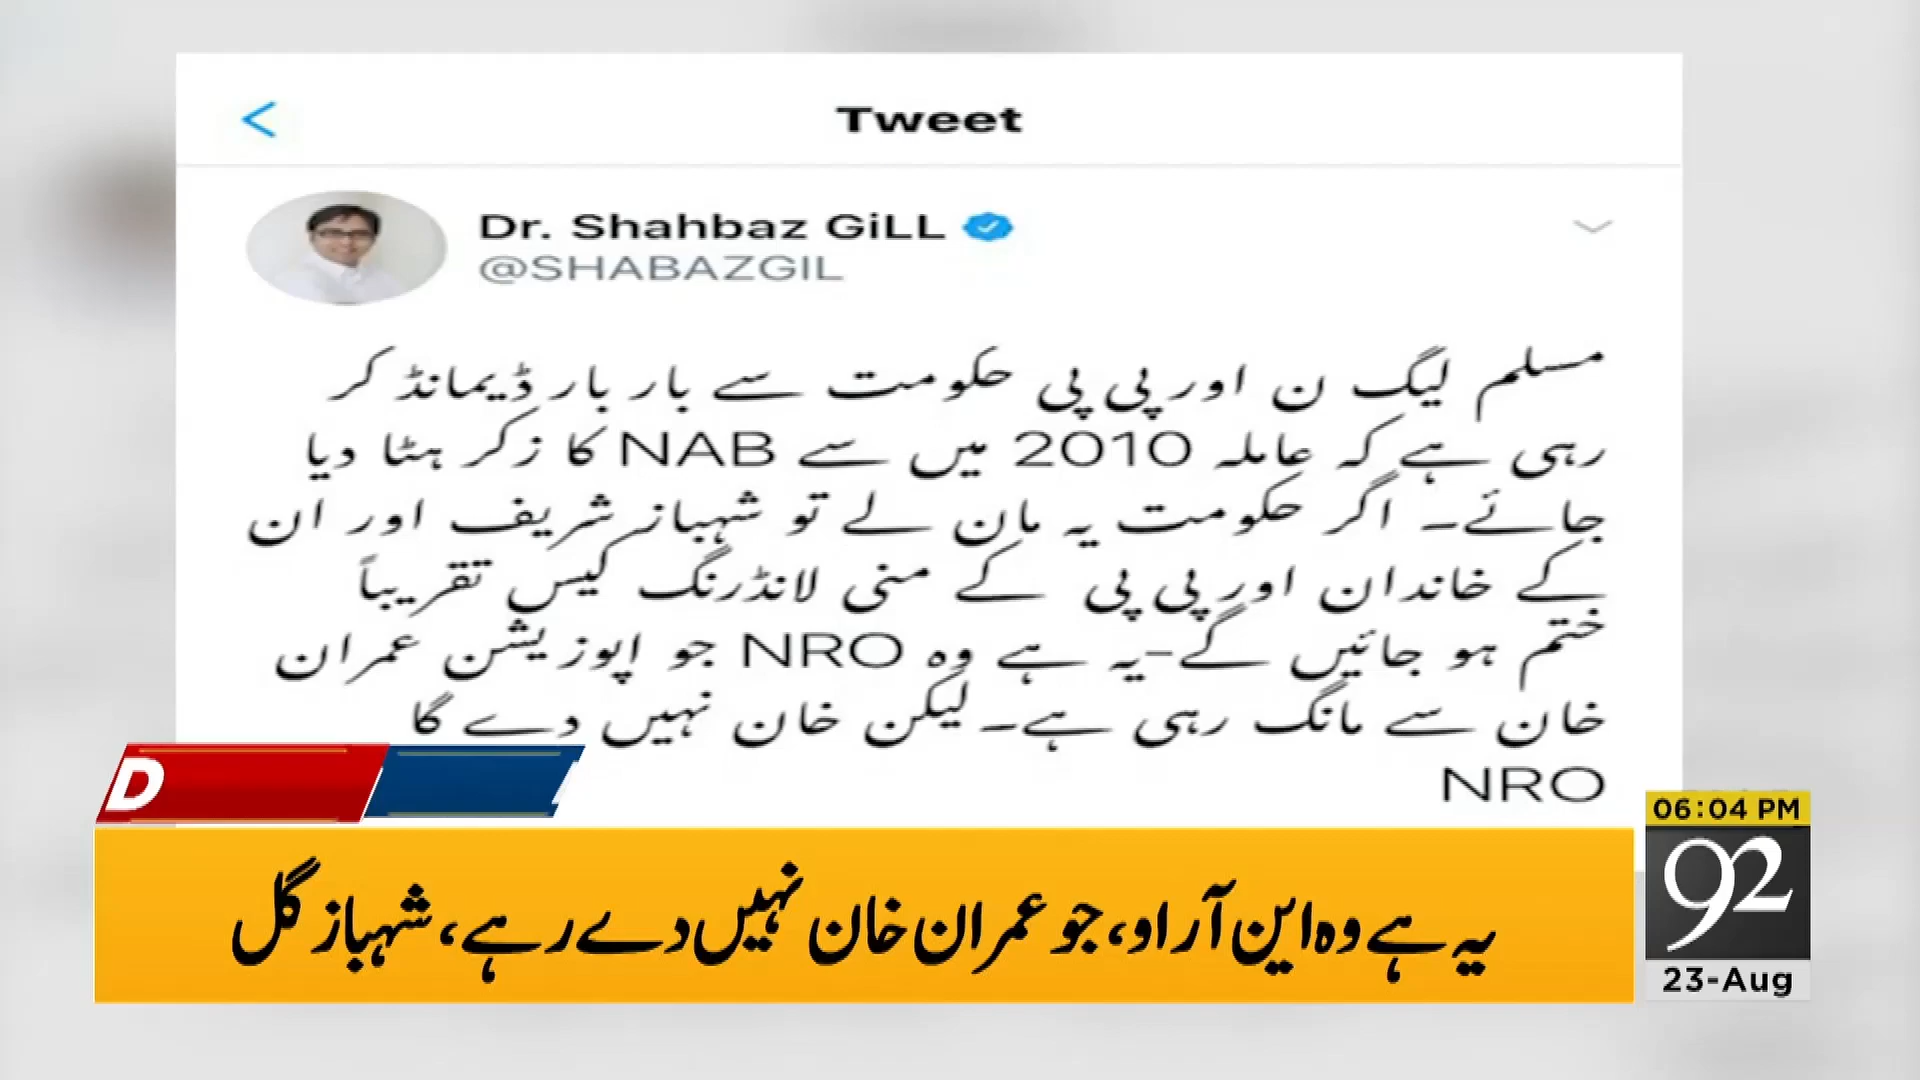 Tweet
Dr. Shahbaz GiLL
@SHABAZGIL
مسلم لیگ ن اور پی پی حکومت سے بار بار ڈیمانڈ کر
رہی ہے کہ عاملہ 2010 میں سے NAB کا زکر ہٹا دیا
جائے۔ اگر حکومت یہ مان لے تو شہباز شریف اور ان
کے خاندان اور پی پی کے منی لانڈرنگ کیس تقریباً
ختم ہو جائیں گے-یہ ہے وہ NRO جو اپوزیشن عمران
خان سے مانگ رہی ہے۔ لیکن خان نہیں دے گا
NRO
D
یہ ہے وہ این آر او، جو عمران خان نہیں دے رہے، شہباز گل
06:04 PM
92
23-Aug